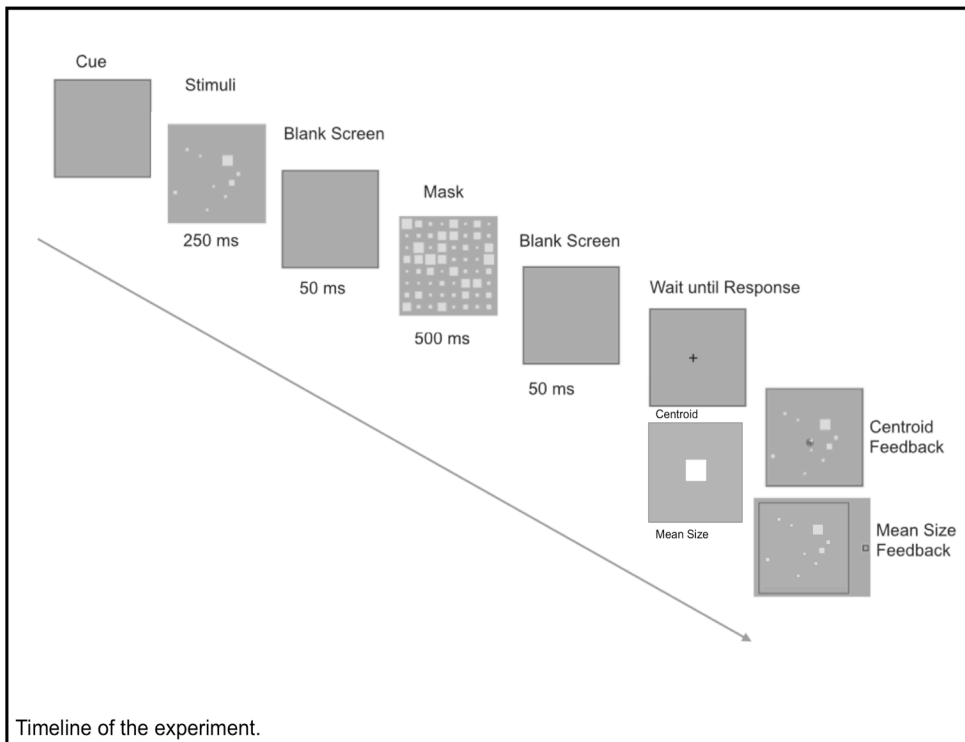 Cue
Stimuli
250 ms
Blank Screen
50 ms
Mask
500 ms
Blank Screen
50 ms
Wait until Response
Centroid
Mean Size
Centroid
Feedback
Mean Size
Feedback
Timeline of the experiment.